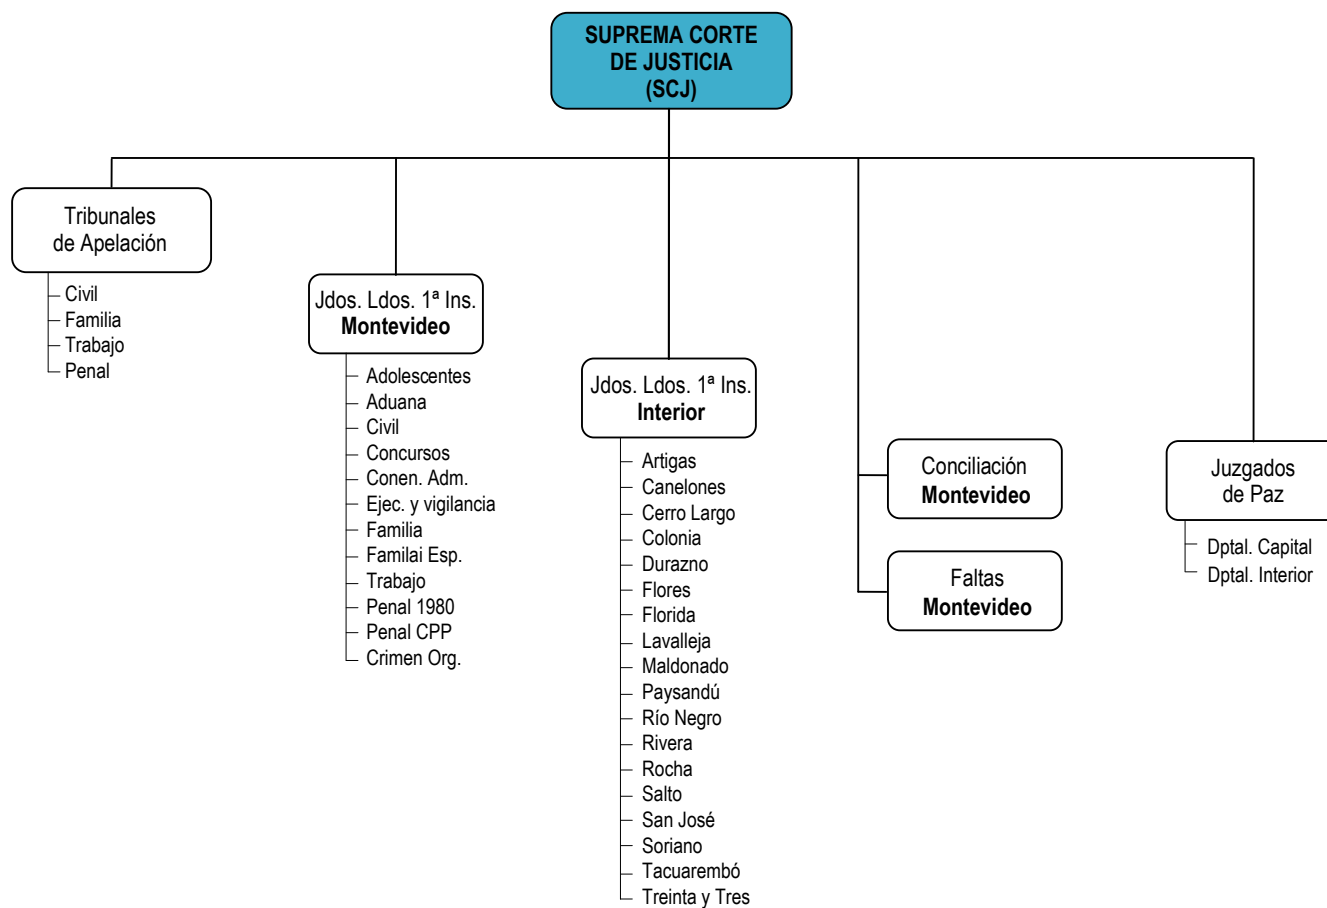 SUPREMA CORTE
DE JUSTICIA
(SCJ)
Tribunales
de Apelación
Civil
Familia
Trabajo
Penal
Jdos. Ldos. 1ª Ins.
Montevideo
Adolescentes
Aduana
Civil
Concursos
Conen. Adm.
Ejec. y vigilancia
Familia
Familai Esp.
Trabajo
Penal 1980
Penal CPP
Crimen Org.
Jdos. Ldos. 1ª Ins.
Interior
Artigas
Canelones
Cerro Largo
Colonia
Durazno
Flores
Florida
Lavalleja
Maldonado
Paysandú
Río Negro
Rivera
Rocha
Salto
San José
Soriano
Tacuarembó
Treinta y Tres
Conciliación
Montevideo
Faltas
Montevideo
Juzgados
de Paz
Dptal. Capital
Dptal. Interior